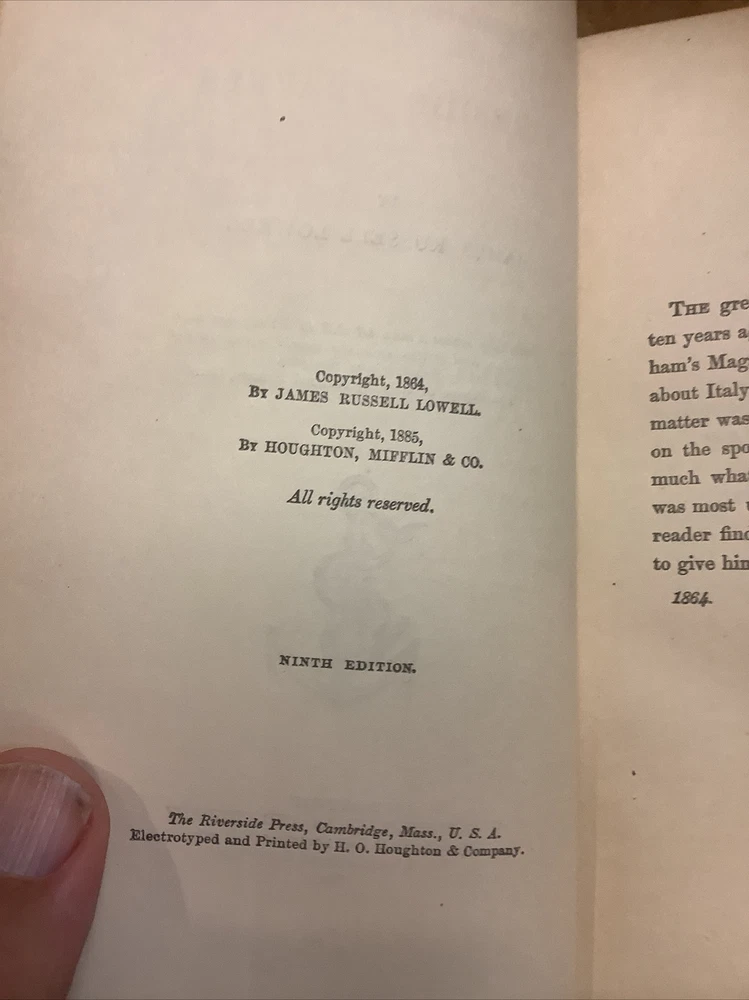 Copyright, 1864,
By JAMES RUSSELL LOWELL.
Copyright, 1885,
By HOUGHTON, MIFFLIN & CO.
All rights reserved.
NINTH EDITION.
The Riverside Press, Cambridge, Mass., U. S. A.
Electrotyped and Printed by H. O. Houghton & Company.
THE gre
ten years a
ham's Mag
about Italy
matter was
on the spo
much wha
was most
reader find
to give him
1864.